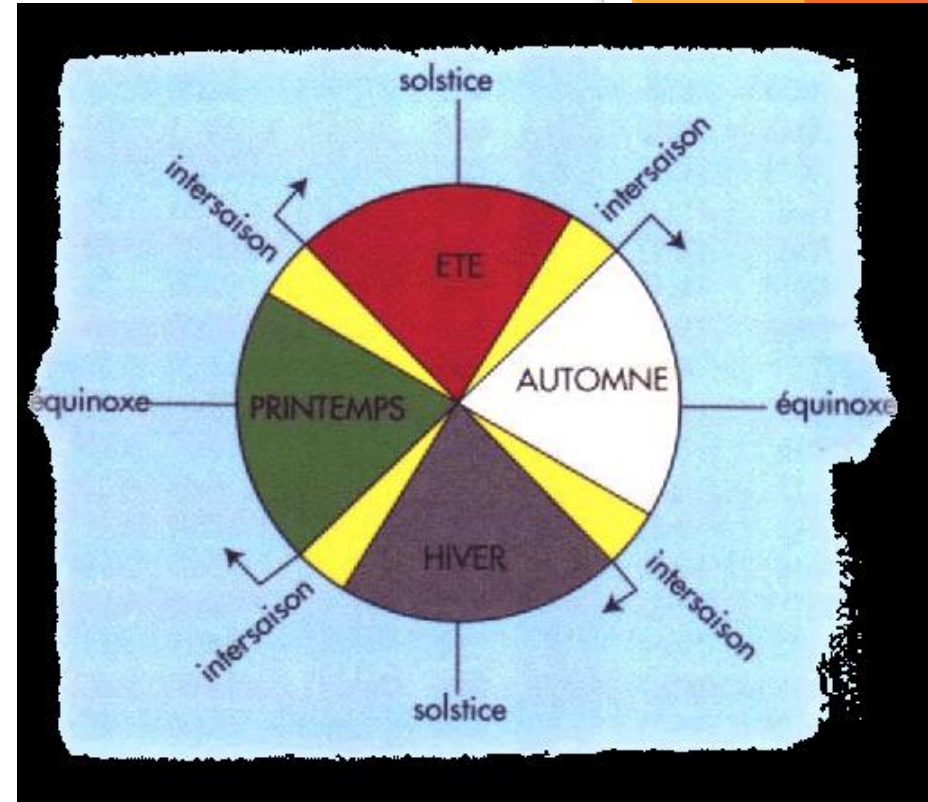 solstice
intersaison
intersaison
ETE
AUTOMNE
équinoxe
PRINTEMPS
équinoxe
HIVER
intersaison
intersaison
solstice